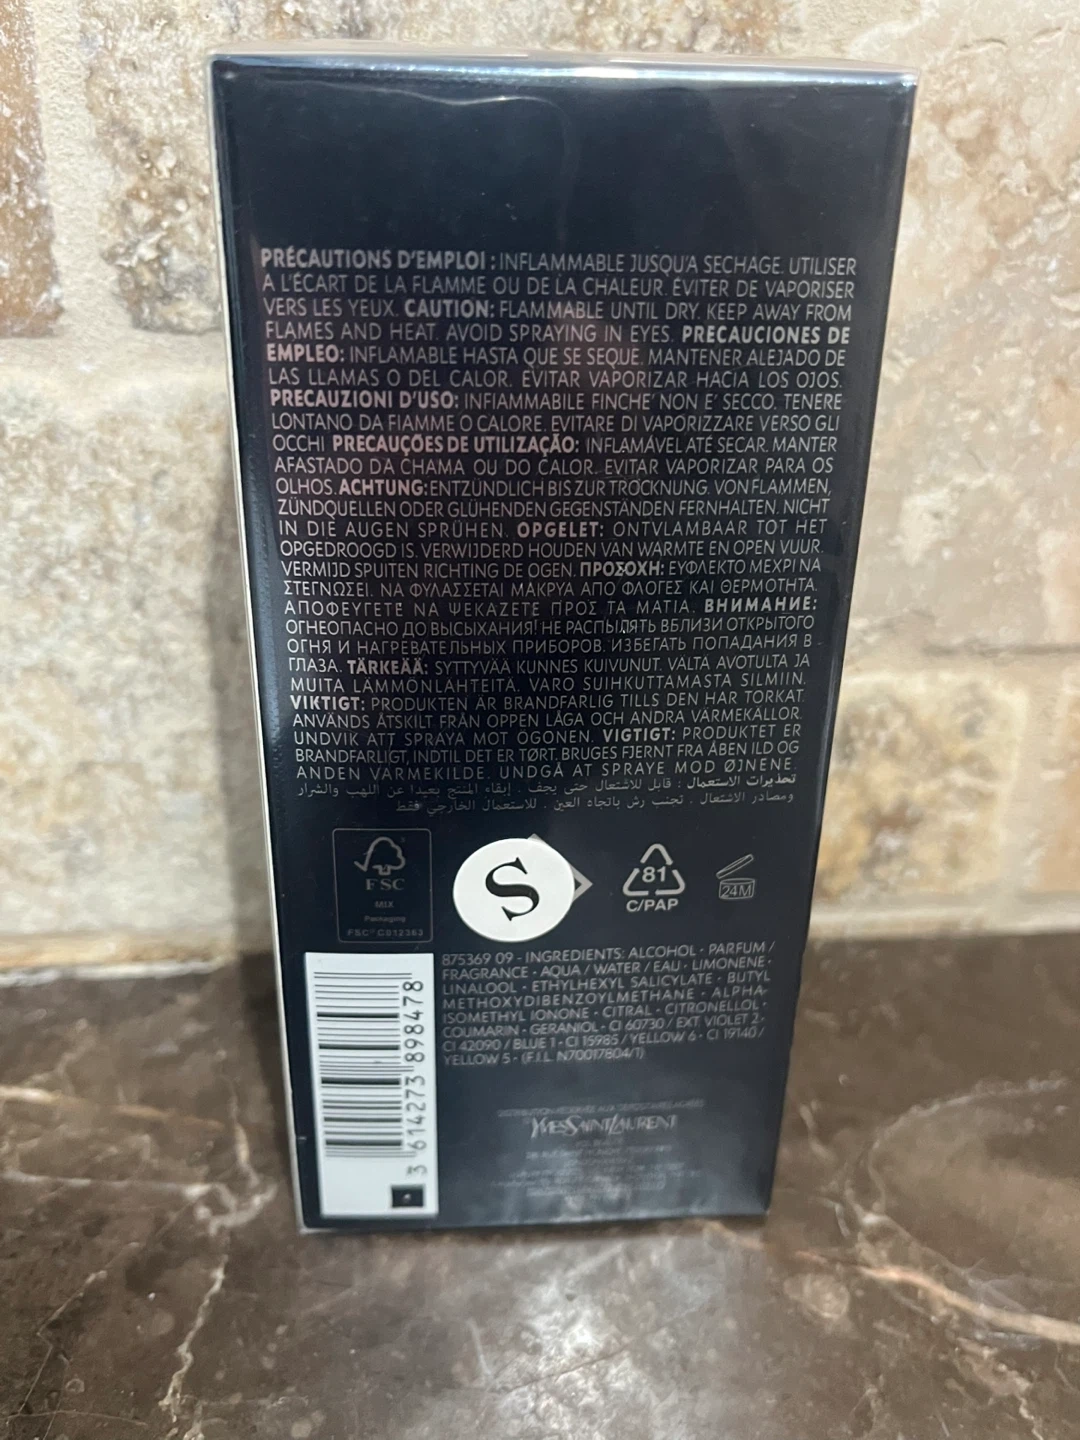 PRÉCAUTIONS D'EMPLOI : INFLAMMABLE JUSQU'A SECHAGE. UTILISER
A L'ÉCART DE LA FLAMME OU DE LA CHALEUR. ÉVITER DE VAPORISER
VERS LES YEUX. CAUTION: FLAMMABLE UNTIL DRY. KEEP AWAY FROM
FLAMES AND HEAT. AVOID SPRAYING IN EYES. PRECAUCIONES DE
EMPLEO: INFLAMABLE HASTA QUE SE SEQUE. MANTENER ALEJADO DE
LAS LLAMAS O DEL CALOR. EVITAR VAPORIZAR HACIA LOS OJOS.
PRECAUZIONI D'USO: INFIAMMABILE FINCHE' NON E' SECCO. TENERE
LONTANO DA FIAMME O CALORE. EVITARE DI VAPORIZZARE VERSO GLI
OCCHI PRECAUÇÕES DE UTILIZAÇÃO: INFLAMÁVEL ATÉ SECAR. MANTER
AFASTADO DA CHAMA OU DO CALOR. EVITAR VAPORIZAR PARA OS
OLHOS. ACHTUNG: ENTZÜNDLICH BIS ZUR TROCKNUNG. VON FLAMMEN,
ZÜNDQUELLEN ODER GLÜHENDEN GEGENSTÄNDEN FERNHALTEN. NICHT
IN DIE AUGEN SPRÜHEN. OPGELET: ONTVLAMBAAR TOT HET
OPGEDROOGD IS. VERWIJDERD HOUDEN VAN WARMTE EN OPEN VUUR.
VERMIJD SPUITEN RICHTING DE OGEN. ΠΡΟΣΟΧΗ: ΕΥΦΛΕΚΤΟ ΜΕΧΡΙ ΝΑ
ΣΤΕΓΝΩΣΕΙ. ΝΑ ΦΥΛΑΣΣΕΤΑΙ ΜΑΚΡΥΑ ΑΠΟ ΦΛΟΓΕΣ ΚΑΙ ΘΕΡΜΟΤΗΤΑ.
ΑΠΟΦΕΥΓΕΤΕ ΝΑ ΨΕΚΑΖΕΤΕ ΠΡΟΣ ΤΑ ΜΑΤΙΑ. ВНИМАНИЕ:
ОГНЕОПАСНО ДО ВЫСЫХАНИЯ! НЕ РАСПЫЛЯТЬ ВБЛИЗИ ОТКРЫТОГО
ОГНЯ И НАГРЕВАТЕЛЬНЫХ ПРИБОРОВ. ИЗБЕГАТЬ ПОПАДАНИЯ В
ГЛАЗА. TÄRKEÄÄ: SYTTYVÄÄ KUNNES KUIVUNUT. VALTA AVOTULTA JA
MUITA LÄMMÖNLÄHTEITÄ. VARO SUIHKUTTAMASTA SILMIIN.
VIKTIGT: PRODUKTEN ÄR BRANDFARLIG TILLS DEN HAR TORKAT.
ANVÄNDS ÅTSKILT FRÅN ÖPPEN LÅGA OCH ANDRA VÄRMEKÄLLOR.
UNDVIK ATT SPRAYA MOT ÖGONEN. VIGTIGT: PRODUKTET ER
BRANDFARLIGT, INDTIL DET ER TØRT. BRUGES FJERNT FRA ÅBEN ILD OG
ANDEN VARMEKILDE. UNDGÅ AT SPRAYE MOD ØJNENE.
تحذيرات الاستعمال : قابل للاشتعال حتى يجف . إبقاء المنتج بعيدا عن اللهب والشرار
ومصادر الاشتعال . تجنب رش باتجاه العين . للاستعمال الخارجي فقط
FSC
MIX
Packaging
FSC® C012363
S
81
C/PAP
24M
875369 09 - INGREDIENTS: ALCOHOL • PARFUM /
FRAGRANCE • AQUA / WATER / EAU • LIMONENE •
LINALOOL • ETHYLHEXYL SALICYLATE • BUTYL
METHOXYDIBENZOYLMETHANE • ALPHA-
ISOMETHYL IONONE • CITRAL • CITRONELLOL •
COUMARIN • GERANIOL • CI 60730 / EXT. VIOLET 2 •
CI 42090 / BLUE 1 • CI 15985 / YELLOW 6 • CI 19140 /
YELLOW 5 • (F.I.L. N70017804/1)
3 614273 898478
YVESSAINTLAURENT